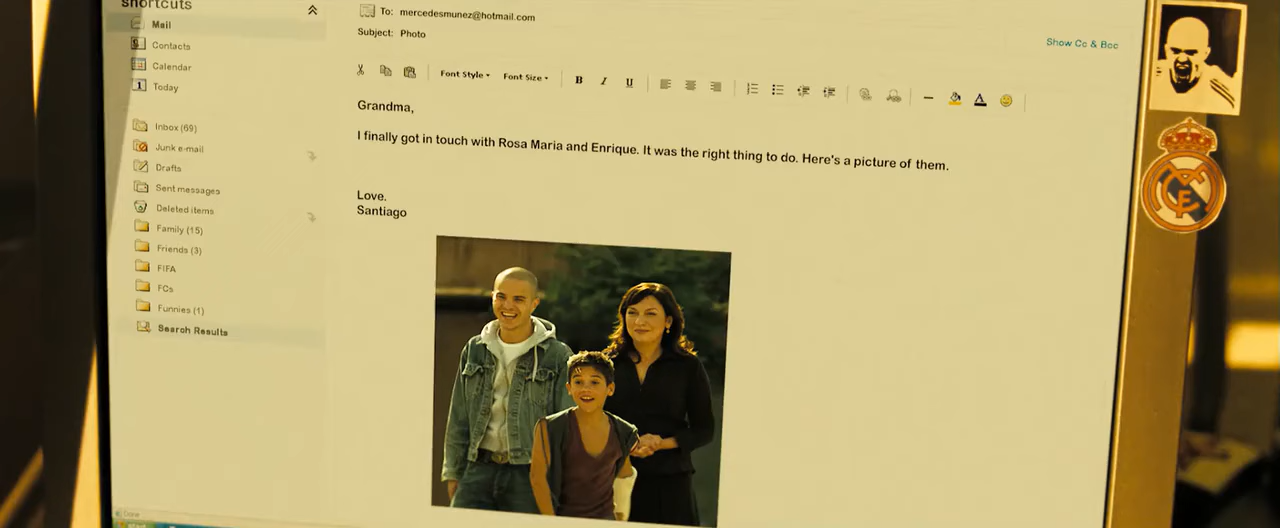 shortcuts
Mail
Contacts
Calendar
Today
Inbox (69)
Junk e-mail
Drafts
Sent messages
Deleted items
Family (15)
Friends (3)
FIFA
FCs
Funnies (1)
Search Results
Done
start
To: mercedesmunez@hotmail.com
Subject: Photo
Show Cc & Bcc
Font Style
Font Size
B I U
A
Grandma,
I finally got in touch with Rosa Maria and Enrique. It was the right thing to do. Here's a picture of them.
Love.
Santiago